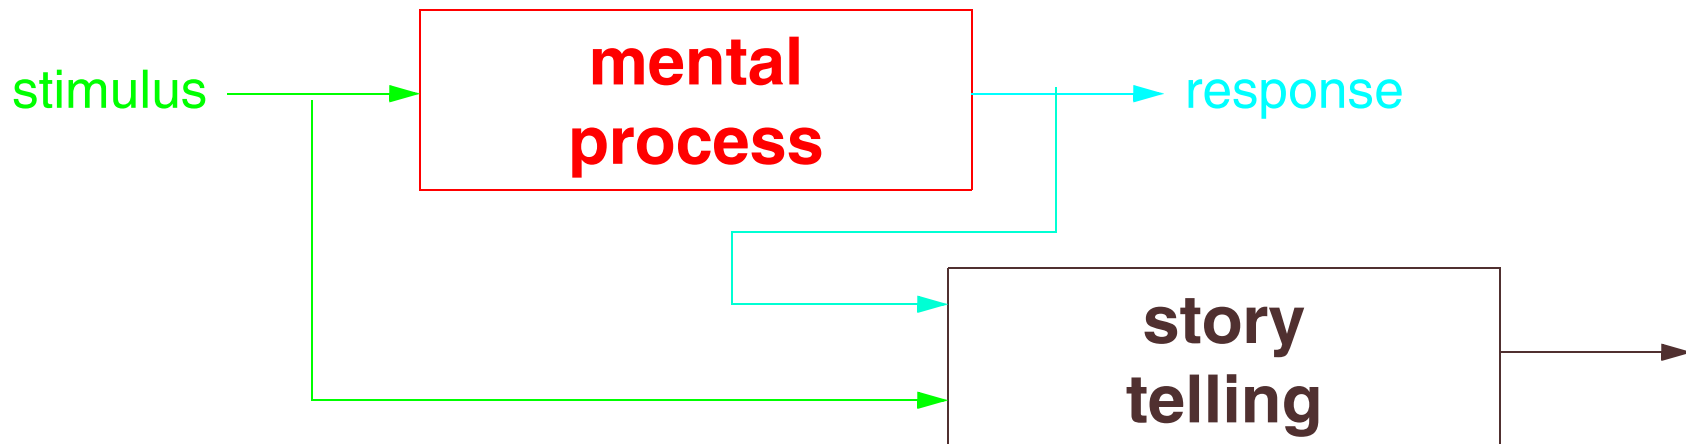 stimulus
mental
process
response
story
telling